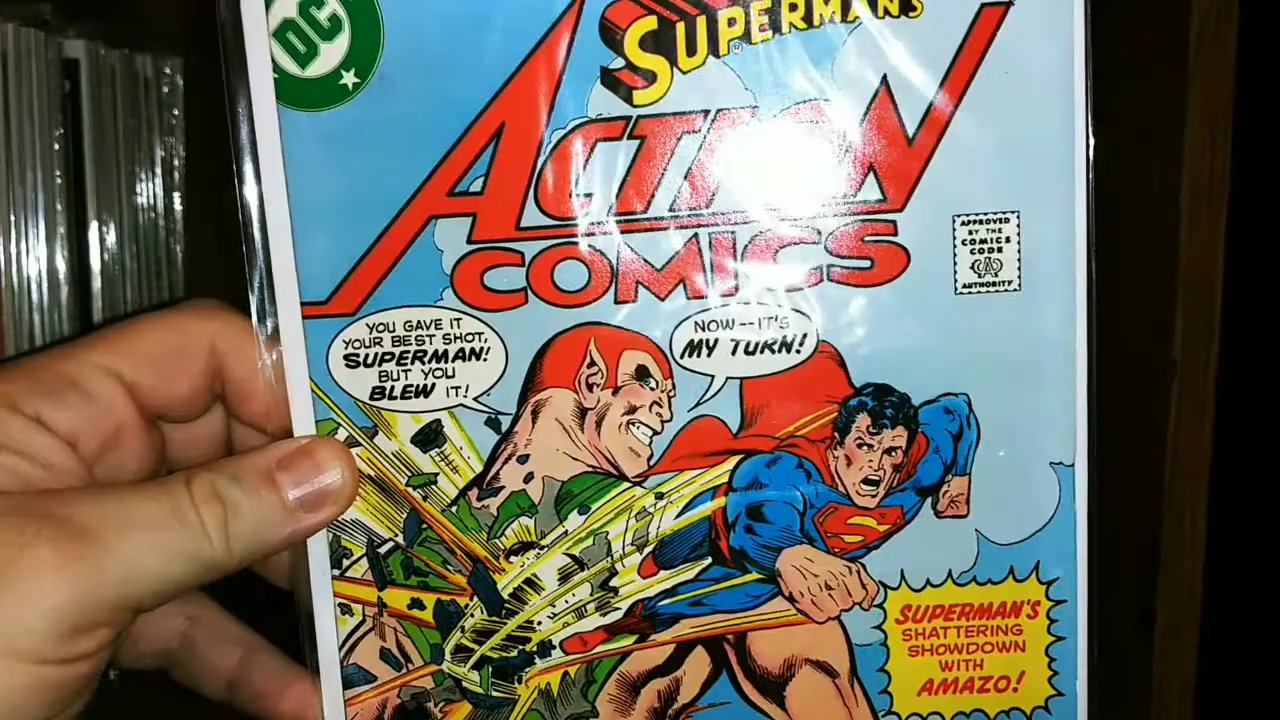 DC
SUPERMAN'S
ACTION
COMICS
APPROVED
BY THE
COMICS
CODE
CA
AUTHORITY
YOU GAVE IT
YOUR BEST SHOT,
SUPERMAN!
BUT YOU
BLEW IT!
NOW--IT'S
MY TURN!
S
SUPERMAN'S
SHATTERING
SHOWDOWN
WITH
AMAZO!